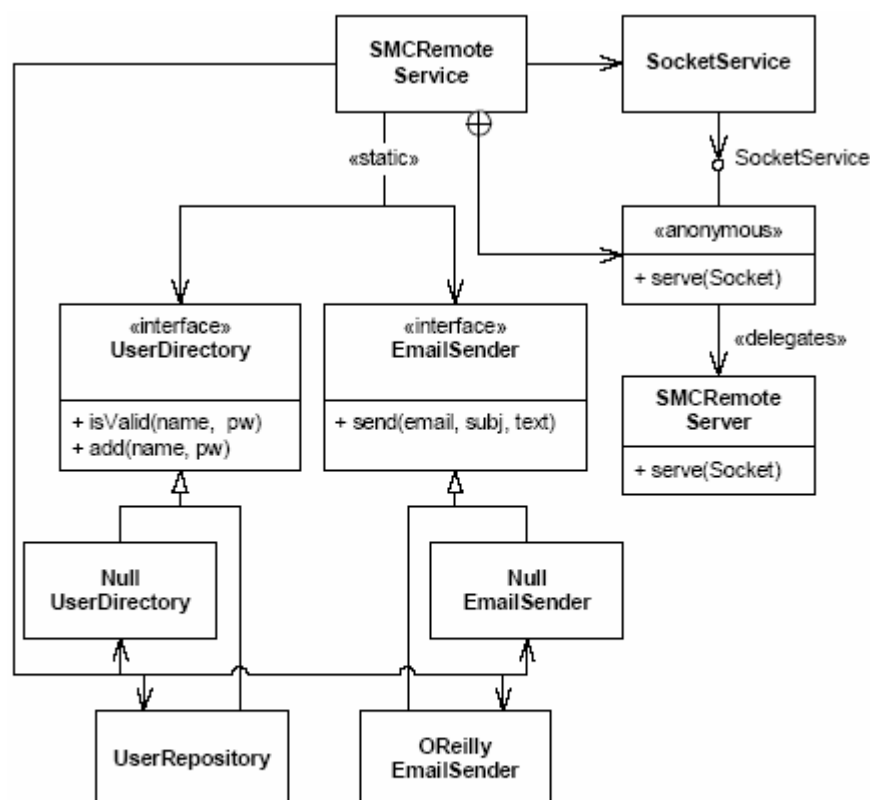 SMCRemote
Service
SocketService
«static»
SocketService
«anonymous»
+ serve(Socket)
«interface»
UserDirectory
+ isValid(name, pw)
+ add(name, pw)
«interface»
EmailSender
+ send(email, subj, text)
«delegates»
SMCRemote
Server
+ serve(Socket)
Null
UserDirectory
Null
EmailSender
UserRepository
OReilly
EmailSender